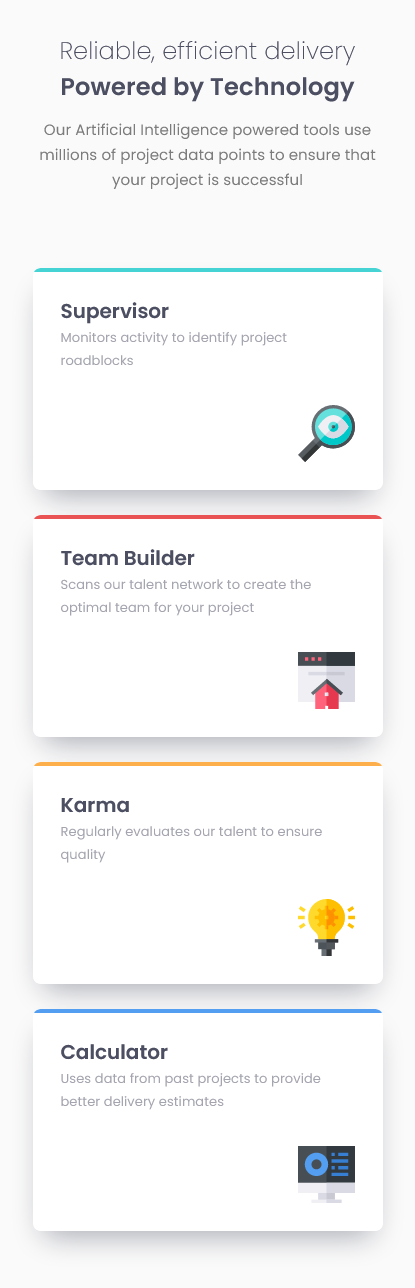 Reliable, efficient delivery
Powered by Technology
Our Artificial Intelligence powered tools use
millions of project data points to ensure that
your project is successful
Supervisor
Monitors activity to identify project
roadblocks
Team Builder
Scans our talent network to create the
optimal team for your project
Karma
Regularly evaluates our talent to ensure
quality
Calculator
Uses data from past projects to provide
better delivery estimates